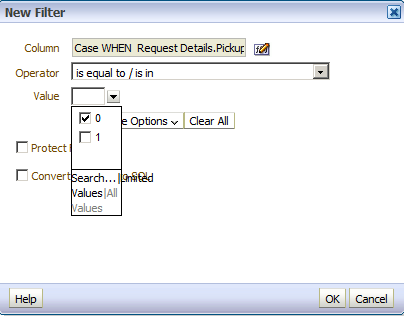 New Filter
Column Case WHEN Request Details.Pickup
Operator is equal to / is in
Value
0
e Options Clear All
1
Protect
Search... Limited
Convert o SQL
Values|All
Values
Help OK Cancel